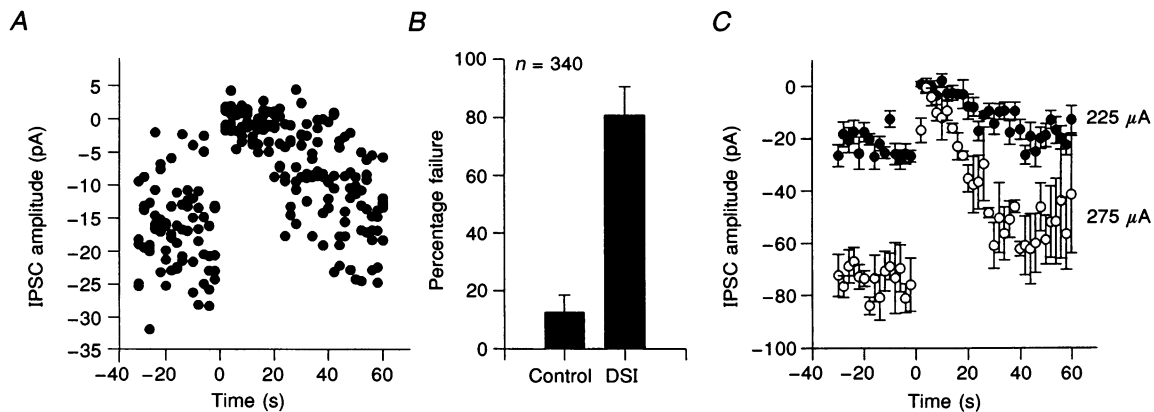 A
IPSC amplitude (pA)
5
0
−5
−10
−15
−20
−25
−30
−35
−40 −20 0 20 40 60
Time (s)
B
n = 340
Percentage failure
100
80
60
40
20
0
Control DSI
C
IPSC amplitude (pA)
0
−20
−40
−60
−80
−100
−40 −20 0 20 40 60
Time (s)
225 μA
275 μA